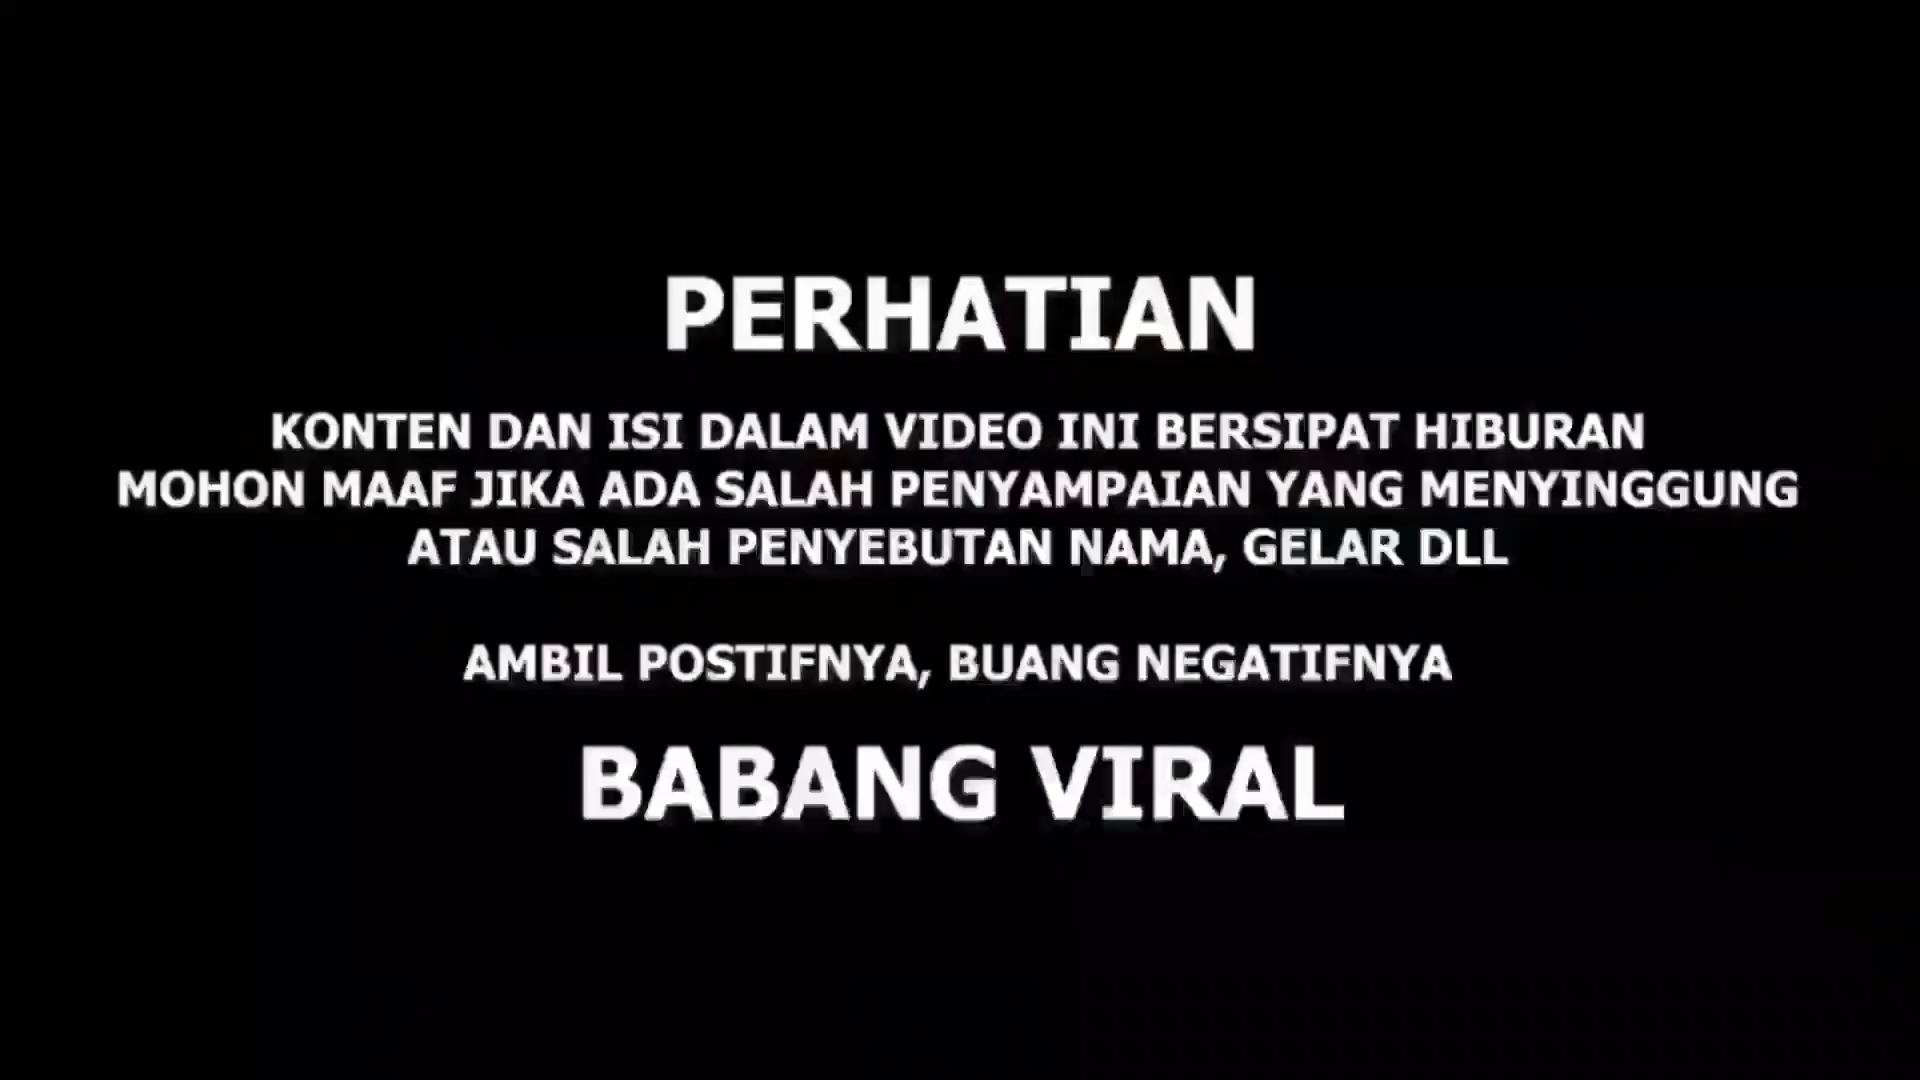 PERHATIAN
KONTEN DAN ISI DALAM VIDEO INI BERSIPAT HIBURAN
MOHON MAAF JIKA ADA SALAH PENYAMPAIAN YANG MENYINGGUNG
ATAU SALAH PENYEBUTAN NAMA, GELAR DLL
AMBIL POSTIFNYA, BUANG NEGATIFNYA
BABANG VIRAL